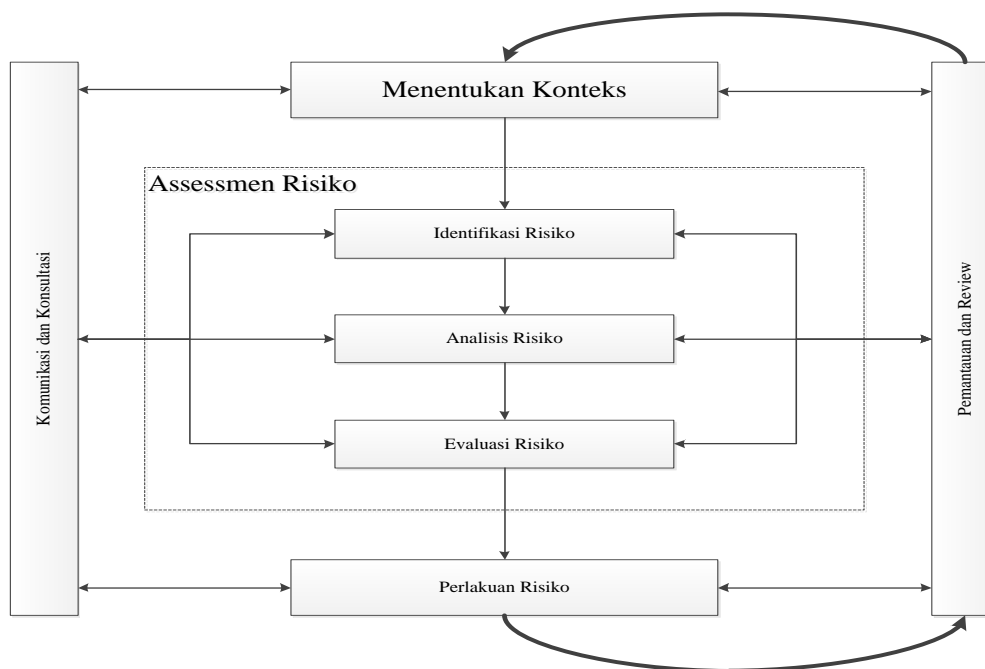 Menentukan Konteks
Assessmen Risiko
Identifikasi Risiko
Analisis Risiko
Evaluasi Risiko
Perlakuan Risiko
Komunikasi dan Konsultasi
Pemantauan dan Review